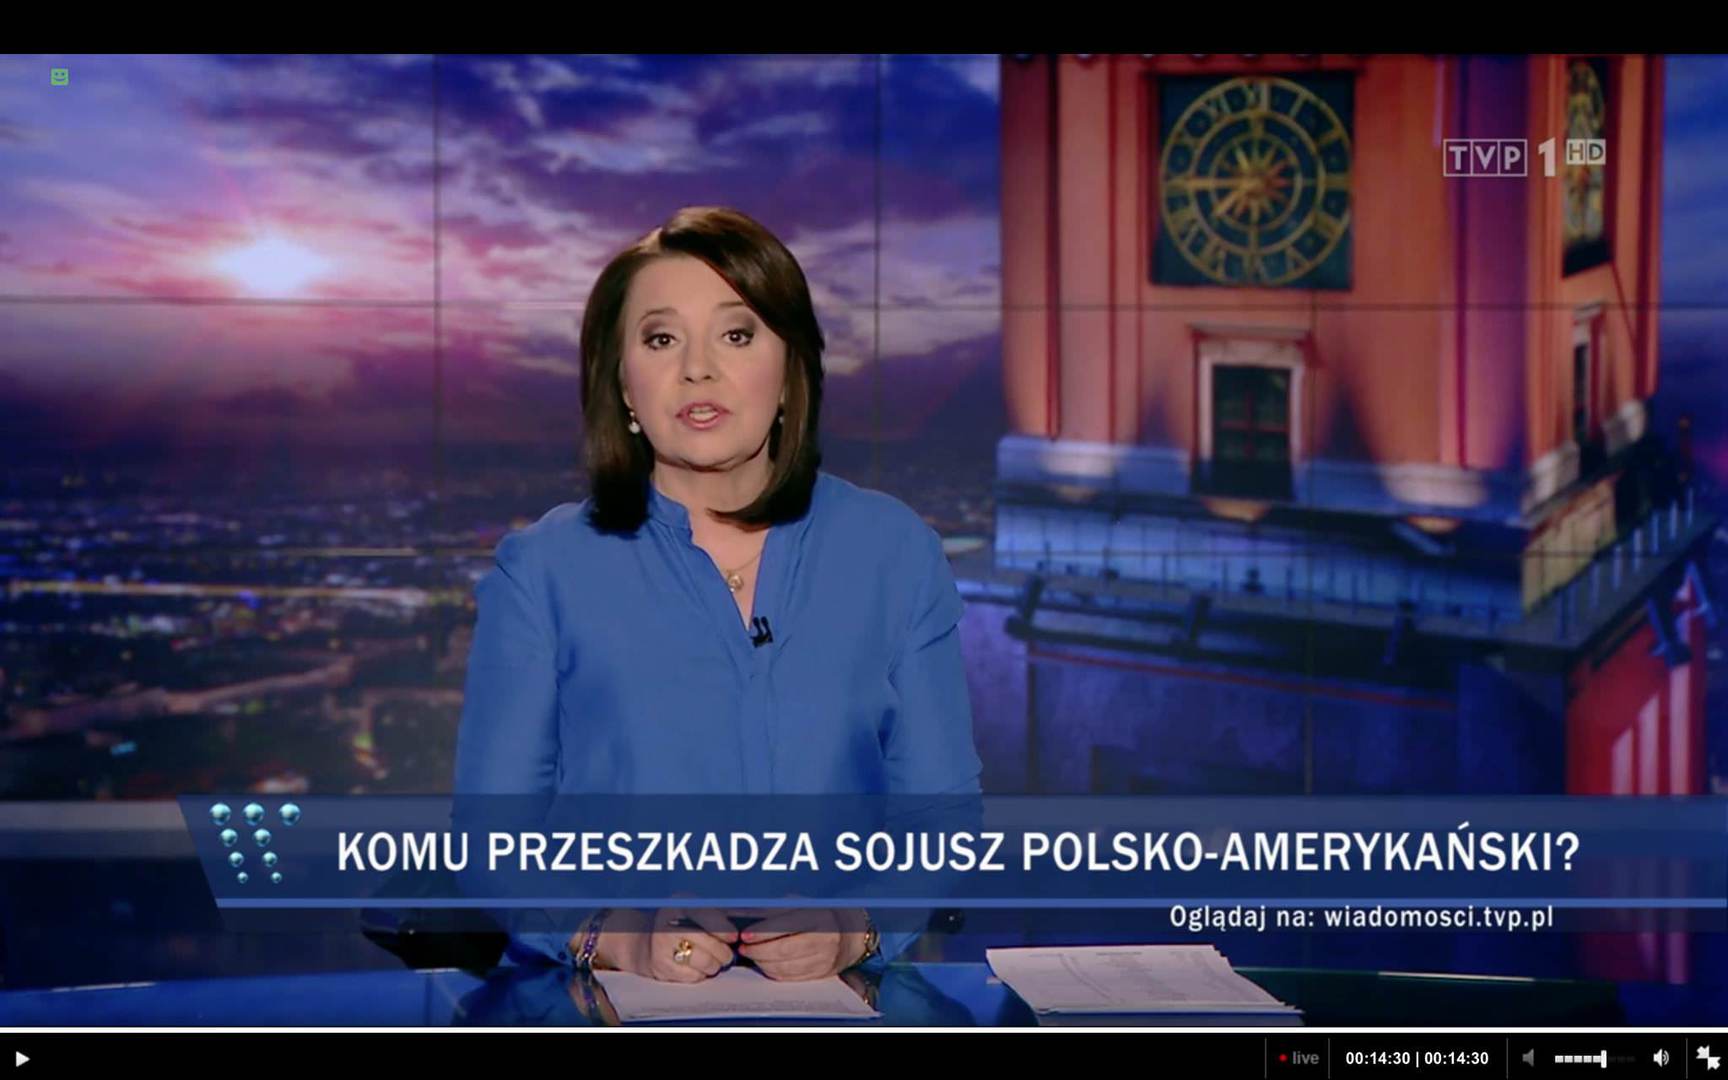 TVP 1 HD
KOMU PRZESZKADZA SOJUSZ POLSKO-AMERYKAŃSKI?
Oglądaj na: wiadomosci.tvp.pl
live
00:14:30 | 00:14:30